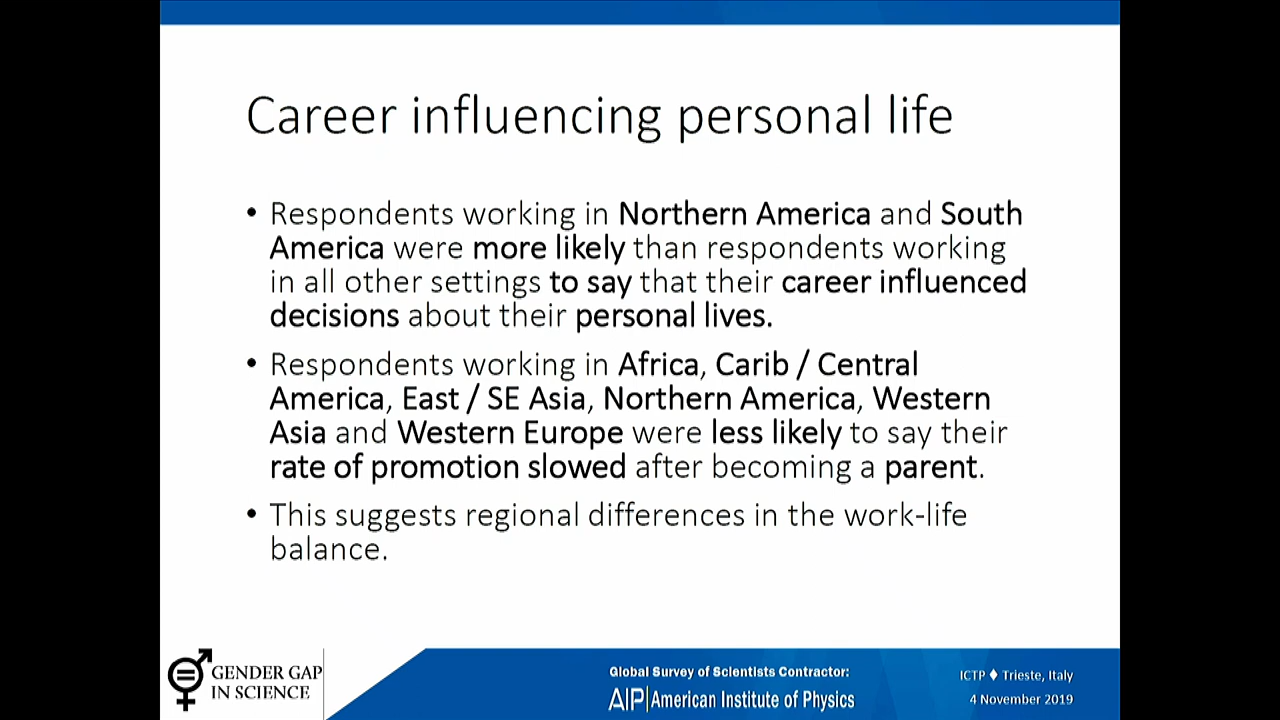 Career influencing personal life
• Respondents working in Northern America and South
America were more likely than respondents working
in all other settings to say that their career influenced
decisions about their personal lives.
• Respondents working in Africa, Carib / Central
America, East / SE Asia, Northern America, Western
Asia and Western Europe were less likely to say their
rate of promotion slowed after becoming a parent.
• This suggests regional differences in the work-life
balance.
GENDER GAP
IN SCIENCE
Global Survey of Scientists Contractor:
AIP|American Institute of Physics
ICTP ♦ Trieste, Italy
4 November 2019